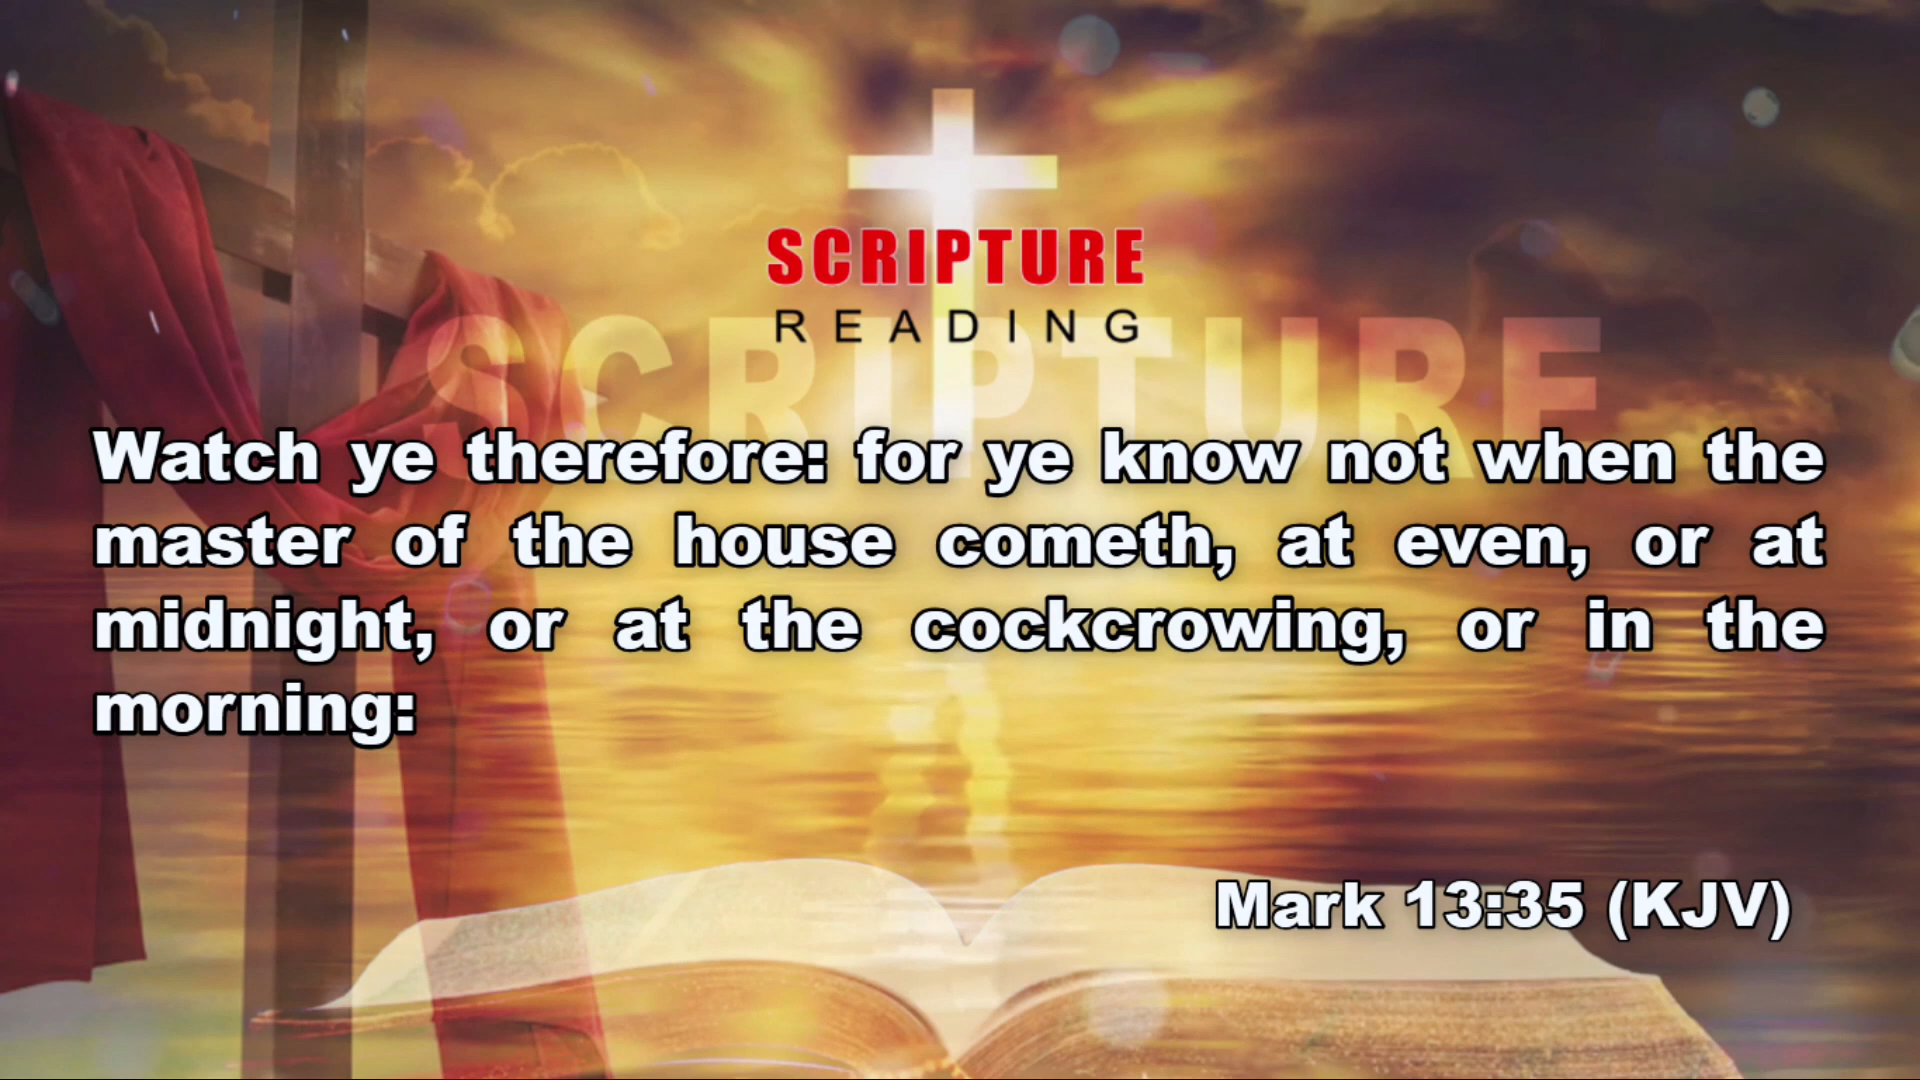 SCRIPTURE
READING
SCRIPTURE
Watch ye therefore: for ye know not when the
master of the house cometh, at even, or at
midnight, or at the cockcrowing, or in the
morning:
Mark 13:35 (KJV)